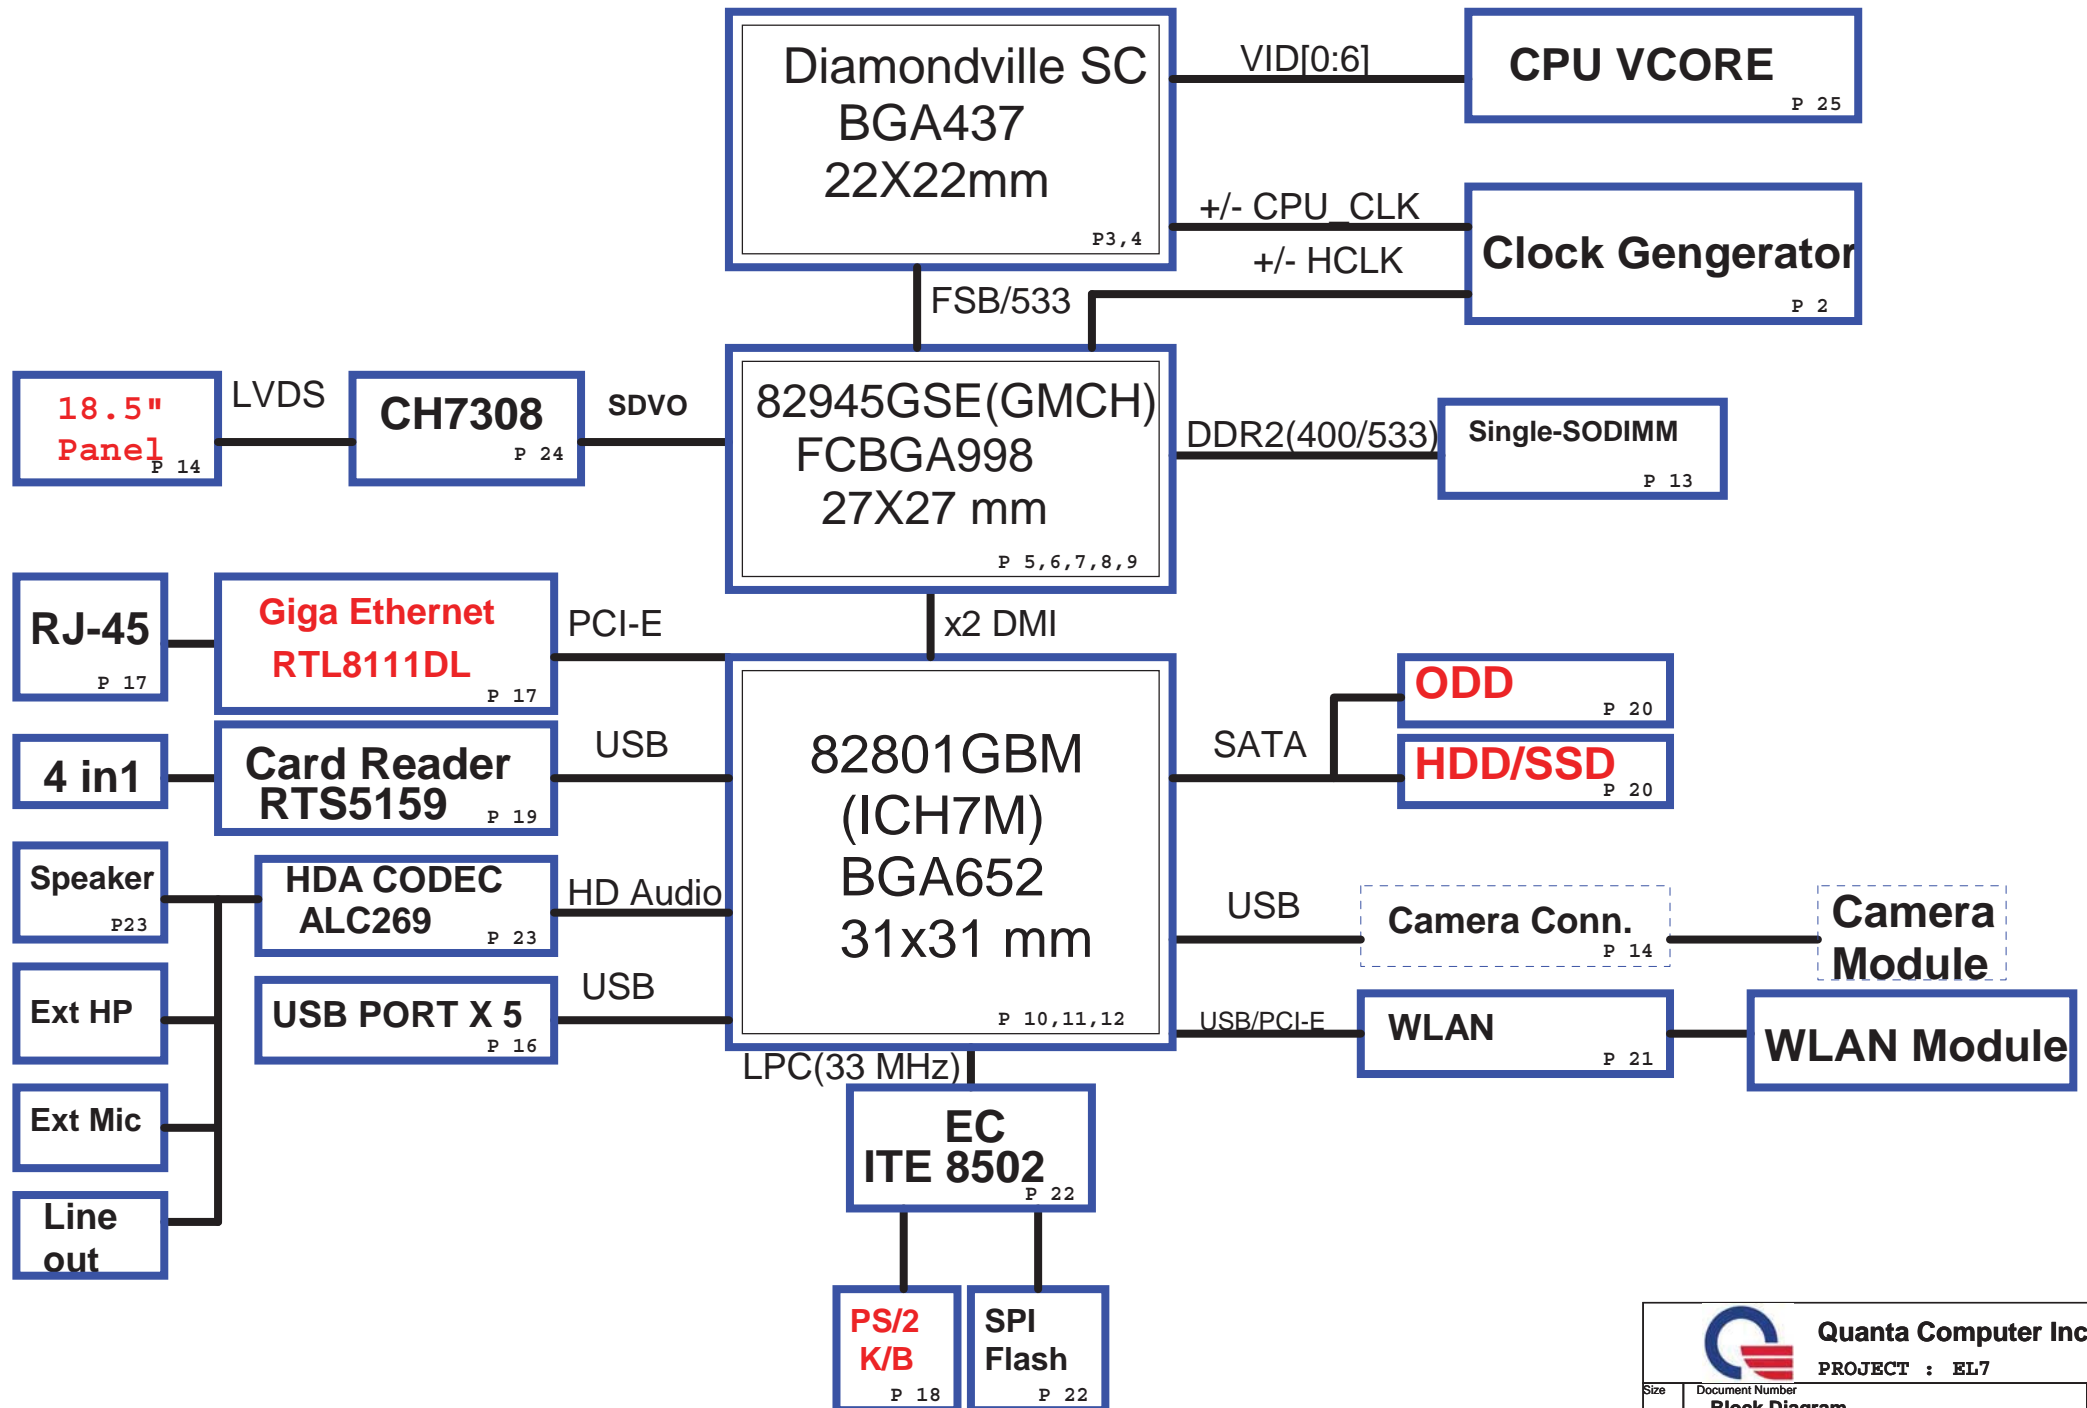 Diamondville SC
BGA437
22X22mm
P3,4
VID[0:6]
CPU VCORE
P 25
+/- CPU_CLK
+/- HCLK
Clock Gengerator
P 2
FSB/533
18.5"
Panel
P 14
LVDS
CH7308
P 24
SDVO
82945GSE(GMCH)
FCBGA998
27X27 mm
P 5,6,7,8,9
DDR2(400/533)
Single-SODIMM
P 13
x2 DMI
RJ-45
P 17
Giga Ethernet
RTL8111DL
P 17
PCI-E
4 in1
Card Reader
RTS5159
P 19
USB
Speaker
P23
HDA CODEC
ALC269
P 23
HD Audio
Ext HP
USB PORT X 5
P 16
USB
Ext Mic
Line
out
82801GBM
(ICH7M)
BGA652
31x31 mm
P 10,11,12
SATA
ODD
P 20
HDD/SSD
P 20
USB
Camera Conn.
P 14
Camera
Module
USB/PCI-E
WLAN
P 21
WLAN Module
LPC(33 MHz)
EC
ITE 8502
P 22
PS/2
K/B
P 18
SPI
Flash
P 22
Quanta Computer Inc
PROJECT : EL7
Size
Document Number
Block Diagram